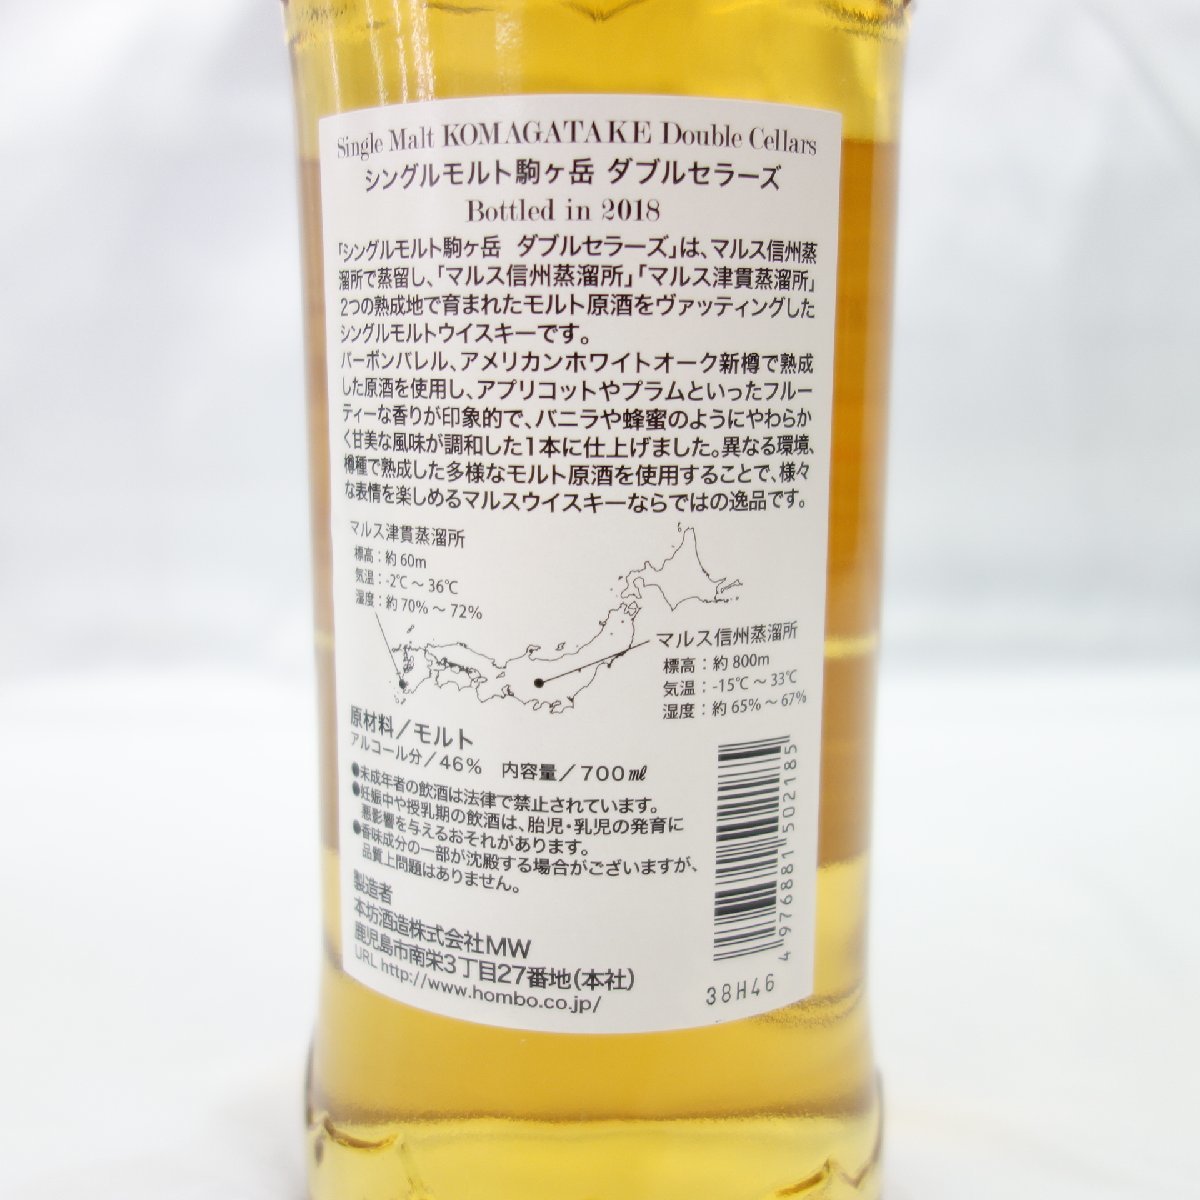 Single Malt KOMAGATAKE Double Cellars
シングルモルト駒ヶ岳 ダブルセラーズ
Bottled in 2018
「シングルモルト駒ヶ岳 ダブルセラーズ」は、マルス信州蒸
溜所で蒸留し、「マルス信州蒸溜所」「マルス津貫蒸溜所」
2つの熟成地で育まれたモルト原酒をヴァッティングした
シングルモルトウイスキーです。
バーボンバレル、アメリカンホワイトオーク新樽で熟成
した原酒を使用し、アプリコットやプラムといったフルー
ティーな香りが印象的で、バニラや蜂蜜のようにやわらか
く甘美な風味が調和した1本に仕上げました。異なる環境、
樽種で熟成した多様なモルト原酒を使用することで、様々
な表情を楽しめるマルスウイスキーならではの逸品です。
マルス津貫蒸溜所
標高：約60m
気温：-2℃～36℃
湿度：約70%～72%
マルス信州蒸溜所
標高：約800m
気温：-15℃～33℃
湿度：約65%～67%
原材料／モルト
アルコール分／46% 内容量／700㎖
●未成年者の飲酒は法律で禁止されています。
●妊娠中や授乳期の飲酒は、胎児・乳児の発育に
悪影響を与えるおそれがあります。
●香味成分の一部が沈殿する場合がございますが、
品質上問題はありません。
製造者
本坊酒造株式会社MW
鹿児島市南栄3丁目27番地(本社)
URL http://www.hombo.co.jp/
4976881502185
38H46